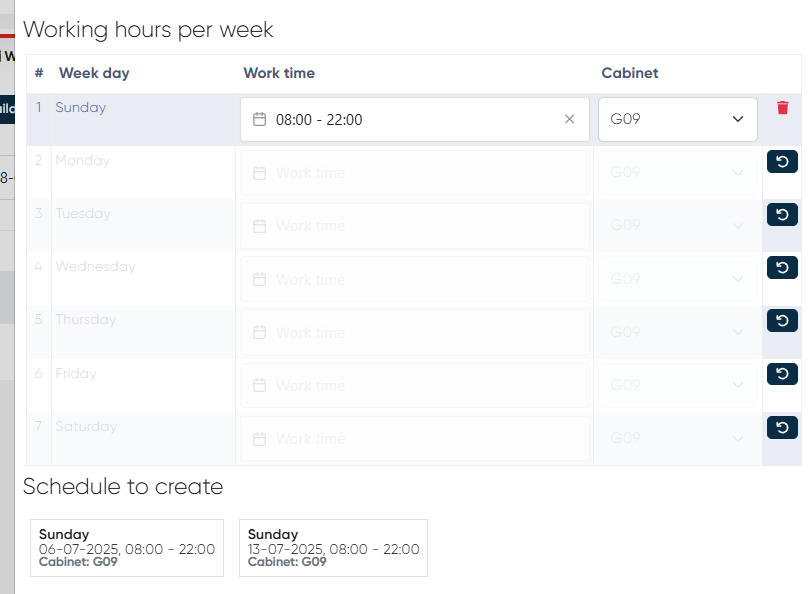 Working hours per week
# Week day Work time Cabinet
1 Sunday 08:00 - 22:00 G09
2 Monday Work time G09
3 Tuesday Work time G09
4 Wednesday Work time G09
5 Thursday Work time G09
6 Friday Work time G09
7 Saturday Work time G09
Schedule to create
Sunday
06-07-2025, 08:00 - 22:00
Cabinet: G09
Sunday
13-07-2025, 08:00 - 22:00
Cabinet: G09